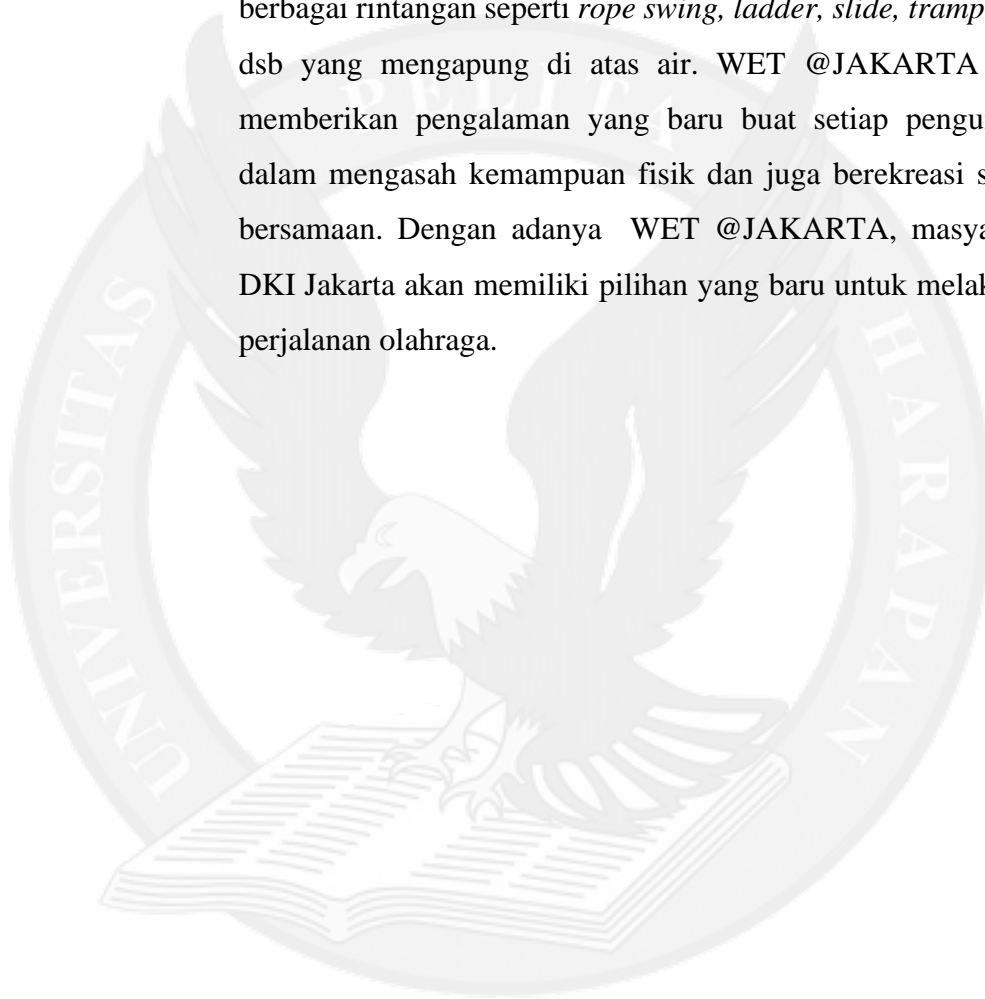 berbagai rintangan seperti rope swing, ladder, slide,
dsb yang mengapung di atas air. WET @JAKARTA
memberikan pengalaman yang baru buat setiap
dalam mengasah kemampuan fisik dan juga berekreasi
bersamaan. Dengan adanya WET @JAKARTA,
DKI Jakarta akan memiliki pilihan yang baru untuk
perjalanan olahraga.
UNIVERSITAS PELITA HARAPAN